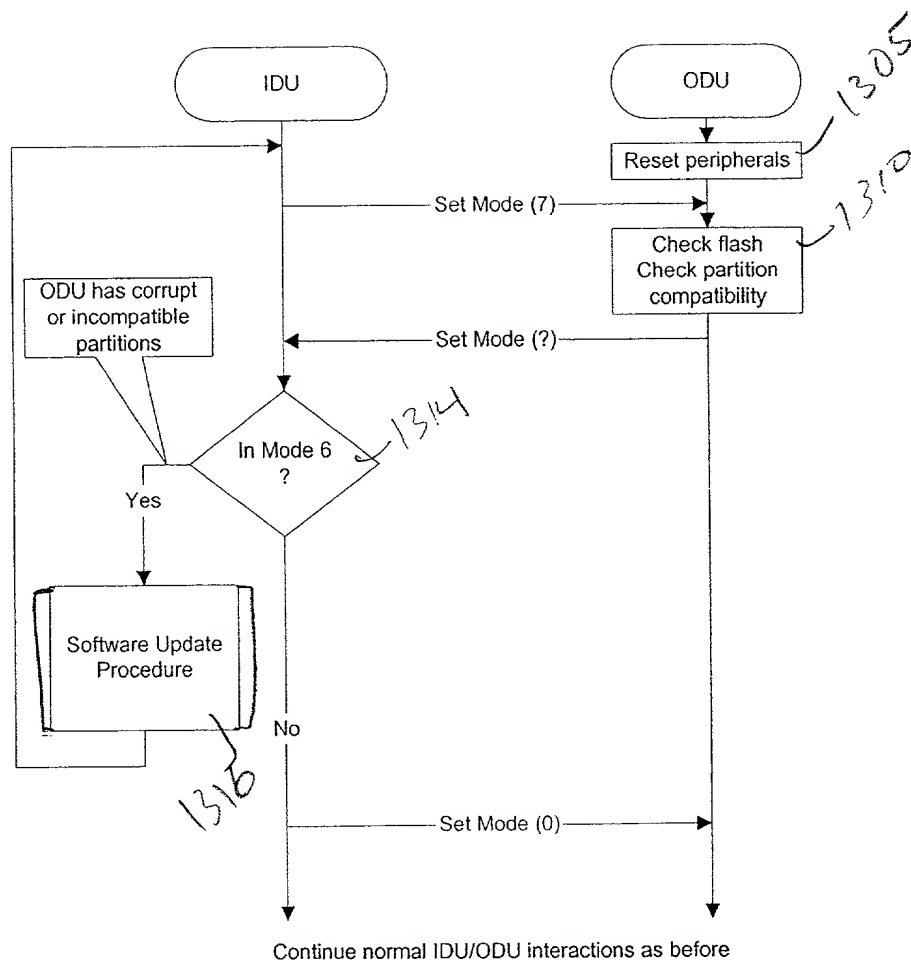 IDU
ODU
1305
Reset peripherals
1310
Set Mode (7)
Check flash
Check partition
compatibility
ODU has corrupt
or incompatible
partitions
Set Mode (?)
1314
In Mode 6
?
Yes
Software Update
Procedure
No
1316
Set Mode (0)
Continue normal IDU/ODU interactions as before